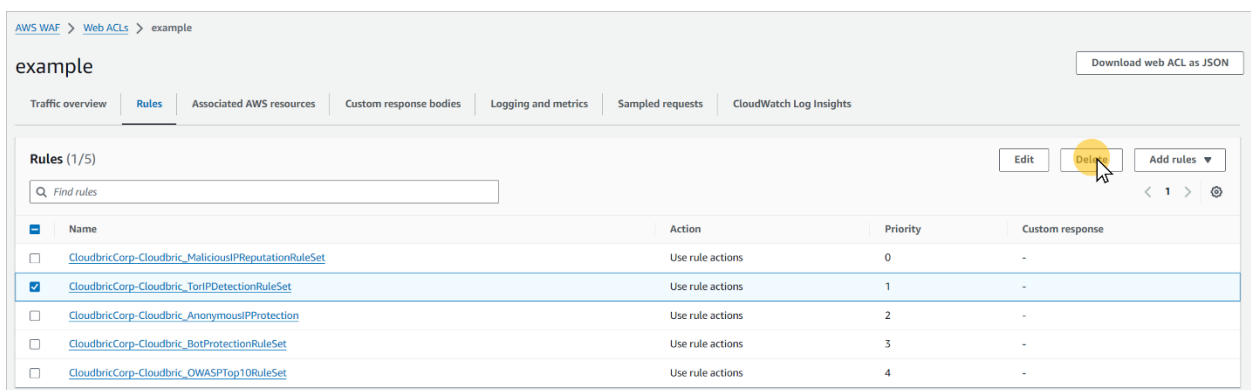 AWS WAF > Web ACLs > example
example
Download web ACL as JSON
Traffic overview Rules Associated AWS resources Custom response bodies Logging and metrics Sampled requests CloudWatch Log Insights
Rules (1/5)
Edit Delete Add rules
Find rules
1
Name Action Priority Custom response
CloudbricCorp-Cloudbric_MaliciousIPReputationRuleSet Use rule actions 0 -
CloudbricCorp-Cloudbric_TorIPDetectionRuleSet Use rule actions 1 -
CloudbricCorp-Cloudbric_AnonymousIPProtection Use rule actions 2 -
CloudbricCorp-Cloudbric_BotProtectionRuleSet Use rule actions 3 -
CloudbricCorp-Cloudbric_OWASPTop10RuleSet Use rule actions 4 -